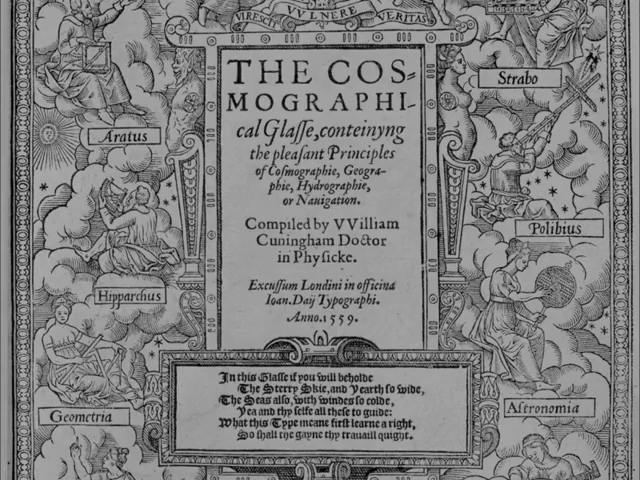 VIRESCIT VVLNERE VERITAS
THE COS=
MOGRAPHI-
cal Glasse, conteinyng
the pleasant Principles
of Cosmographie, Geogra-
phie, Hydrographie,
or Nauigation.
Compiled by VVilliam
Cuningham Doctor
in Physicke.
Excussum Londini in officina
Ioan. Daij Typographi.
Anno. 1559.
In this Glasse if you will beholde
The Sterry Skie, and Yearth so wide,
The Seas also, with windes so colde,
Yea and thy selfe all these to guide:
What this Type meane first learne a right,
So shall the gayne thy trauaill quight.
Aratus
Hipparchus
Geometria
Strabo
Polibius
Astronomia